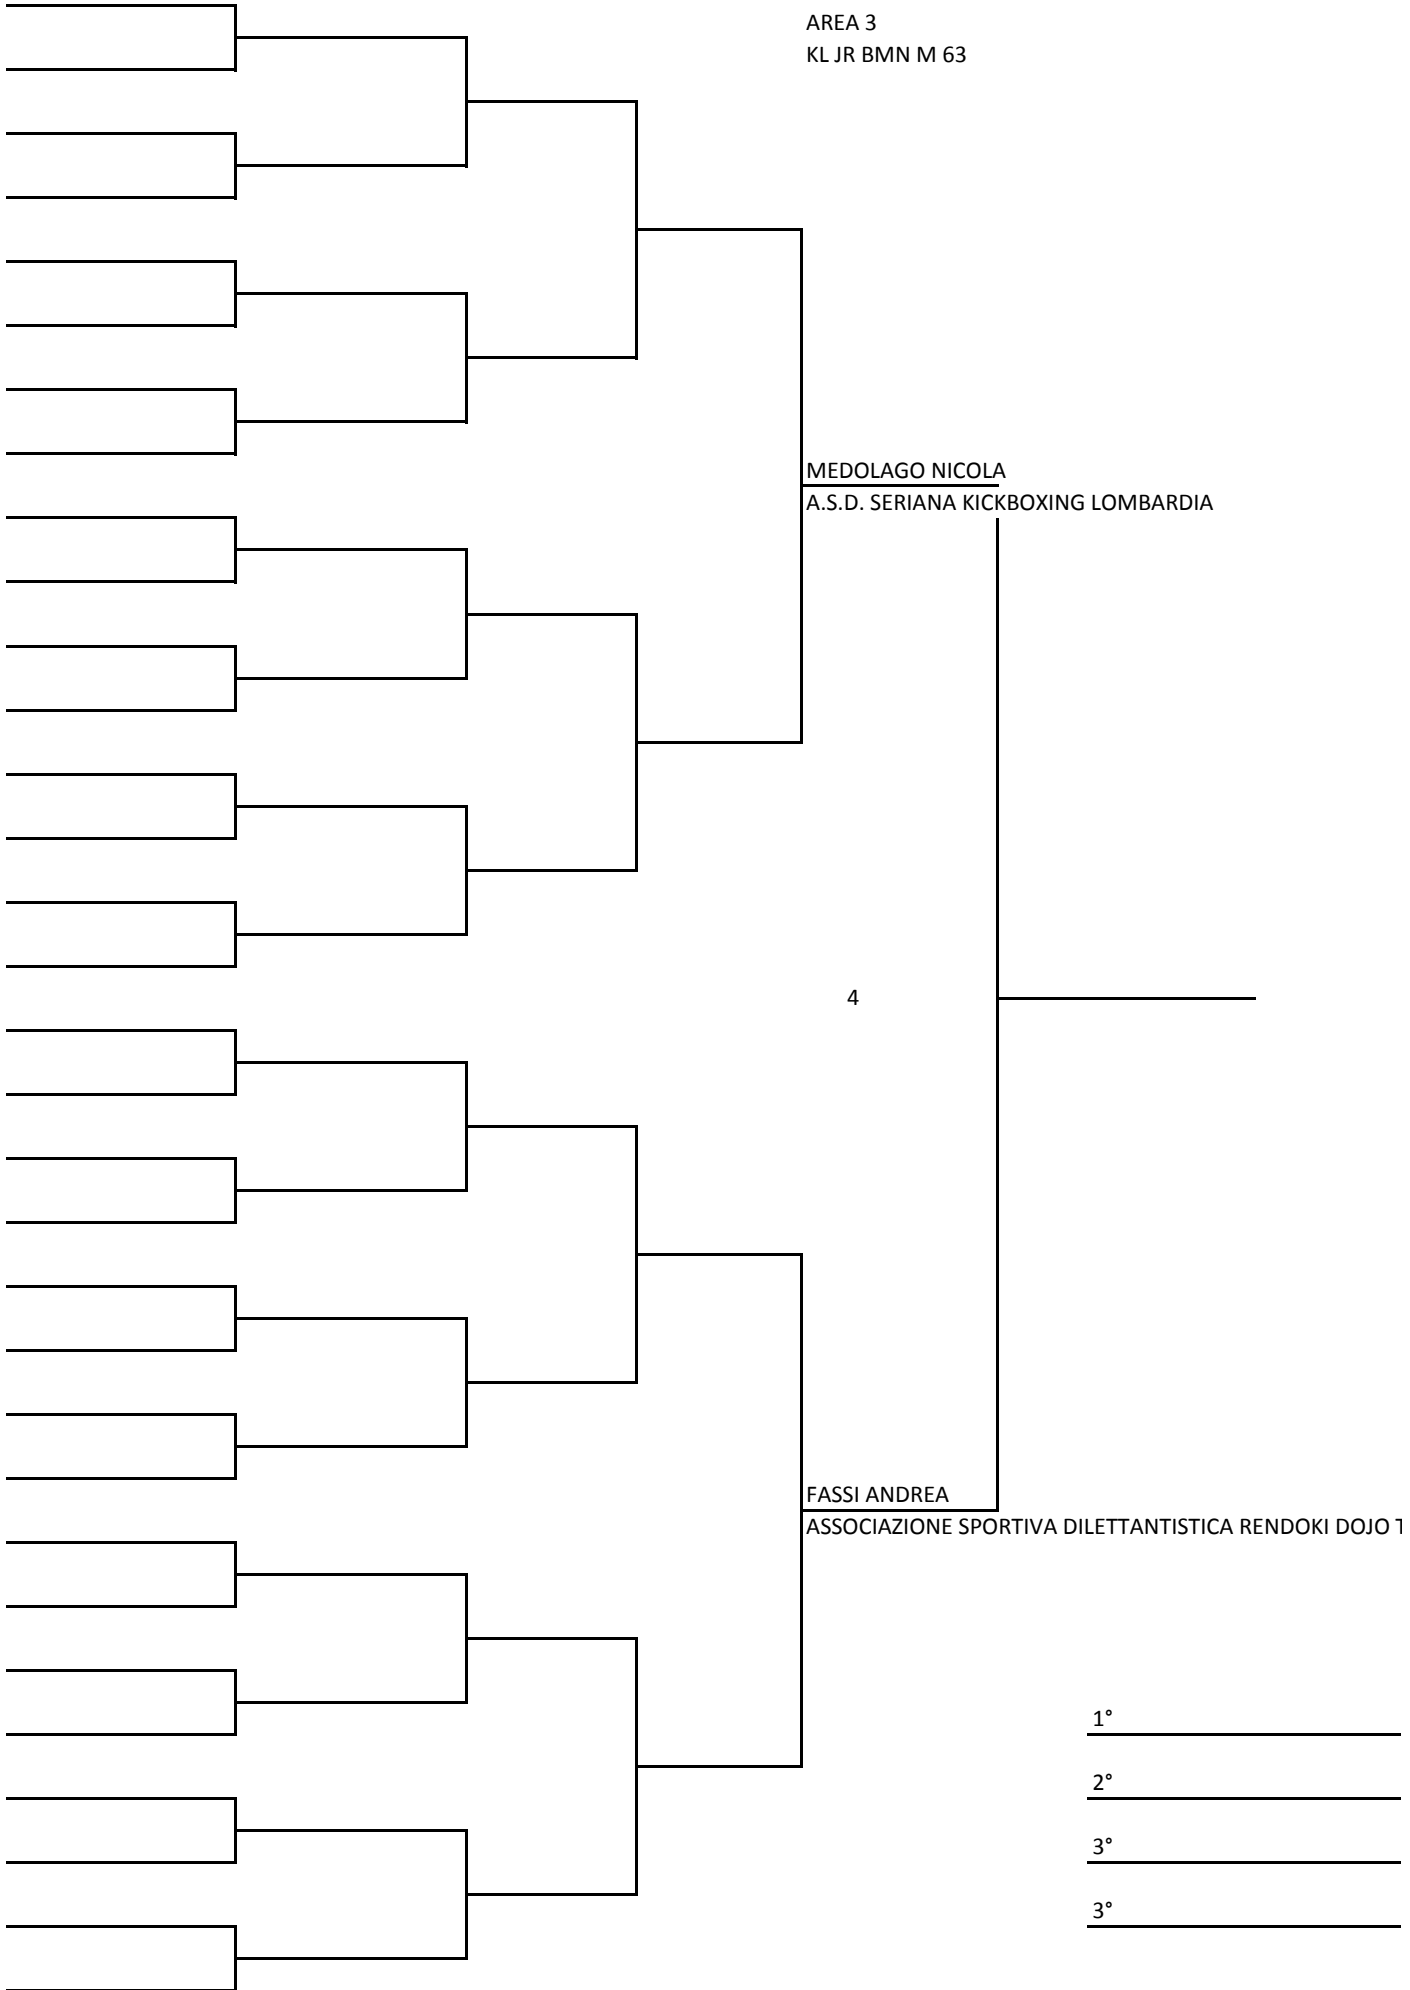 AREA 3
KL JR BMN M 63
MEDOLAGO NICOLA
A.S.D. SERIANA KICKBOXING LOMBARDIA
4
FASSI ANDREA
ASSOCIAZIONE SPORTIVA DILETTANTISTICA RENDOKI DOJO
1°
2°
3°
3°